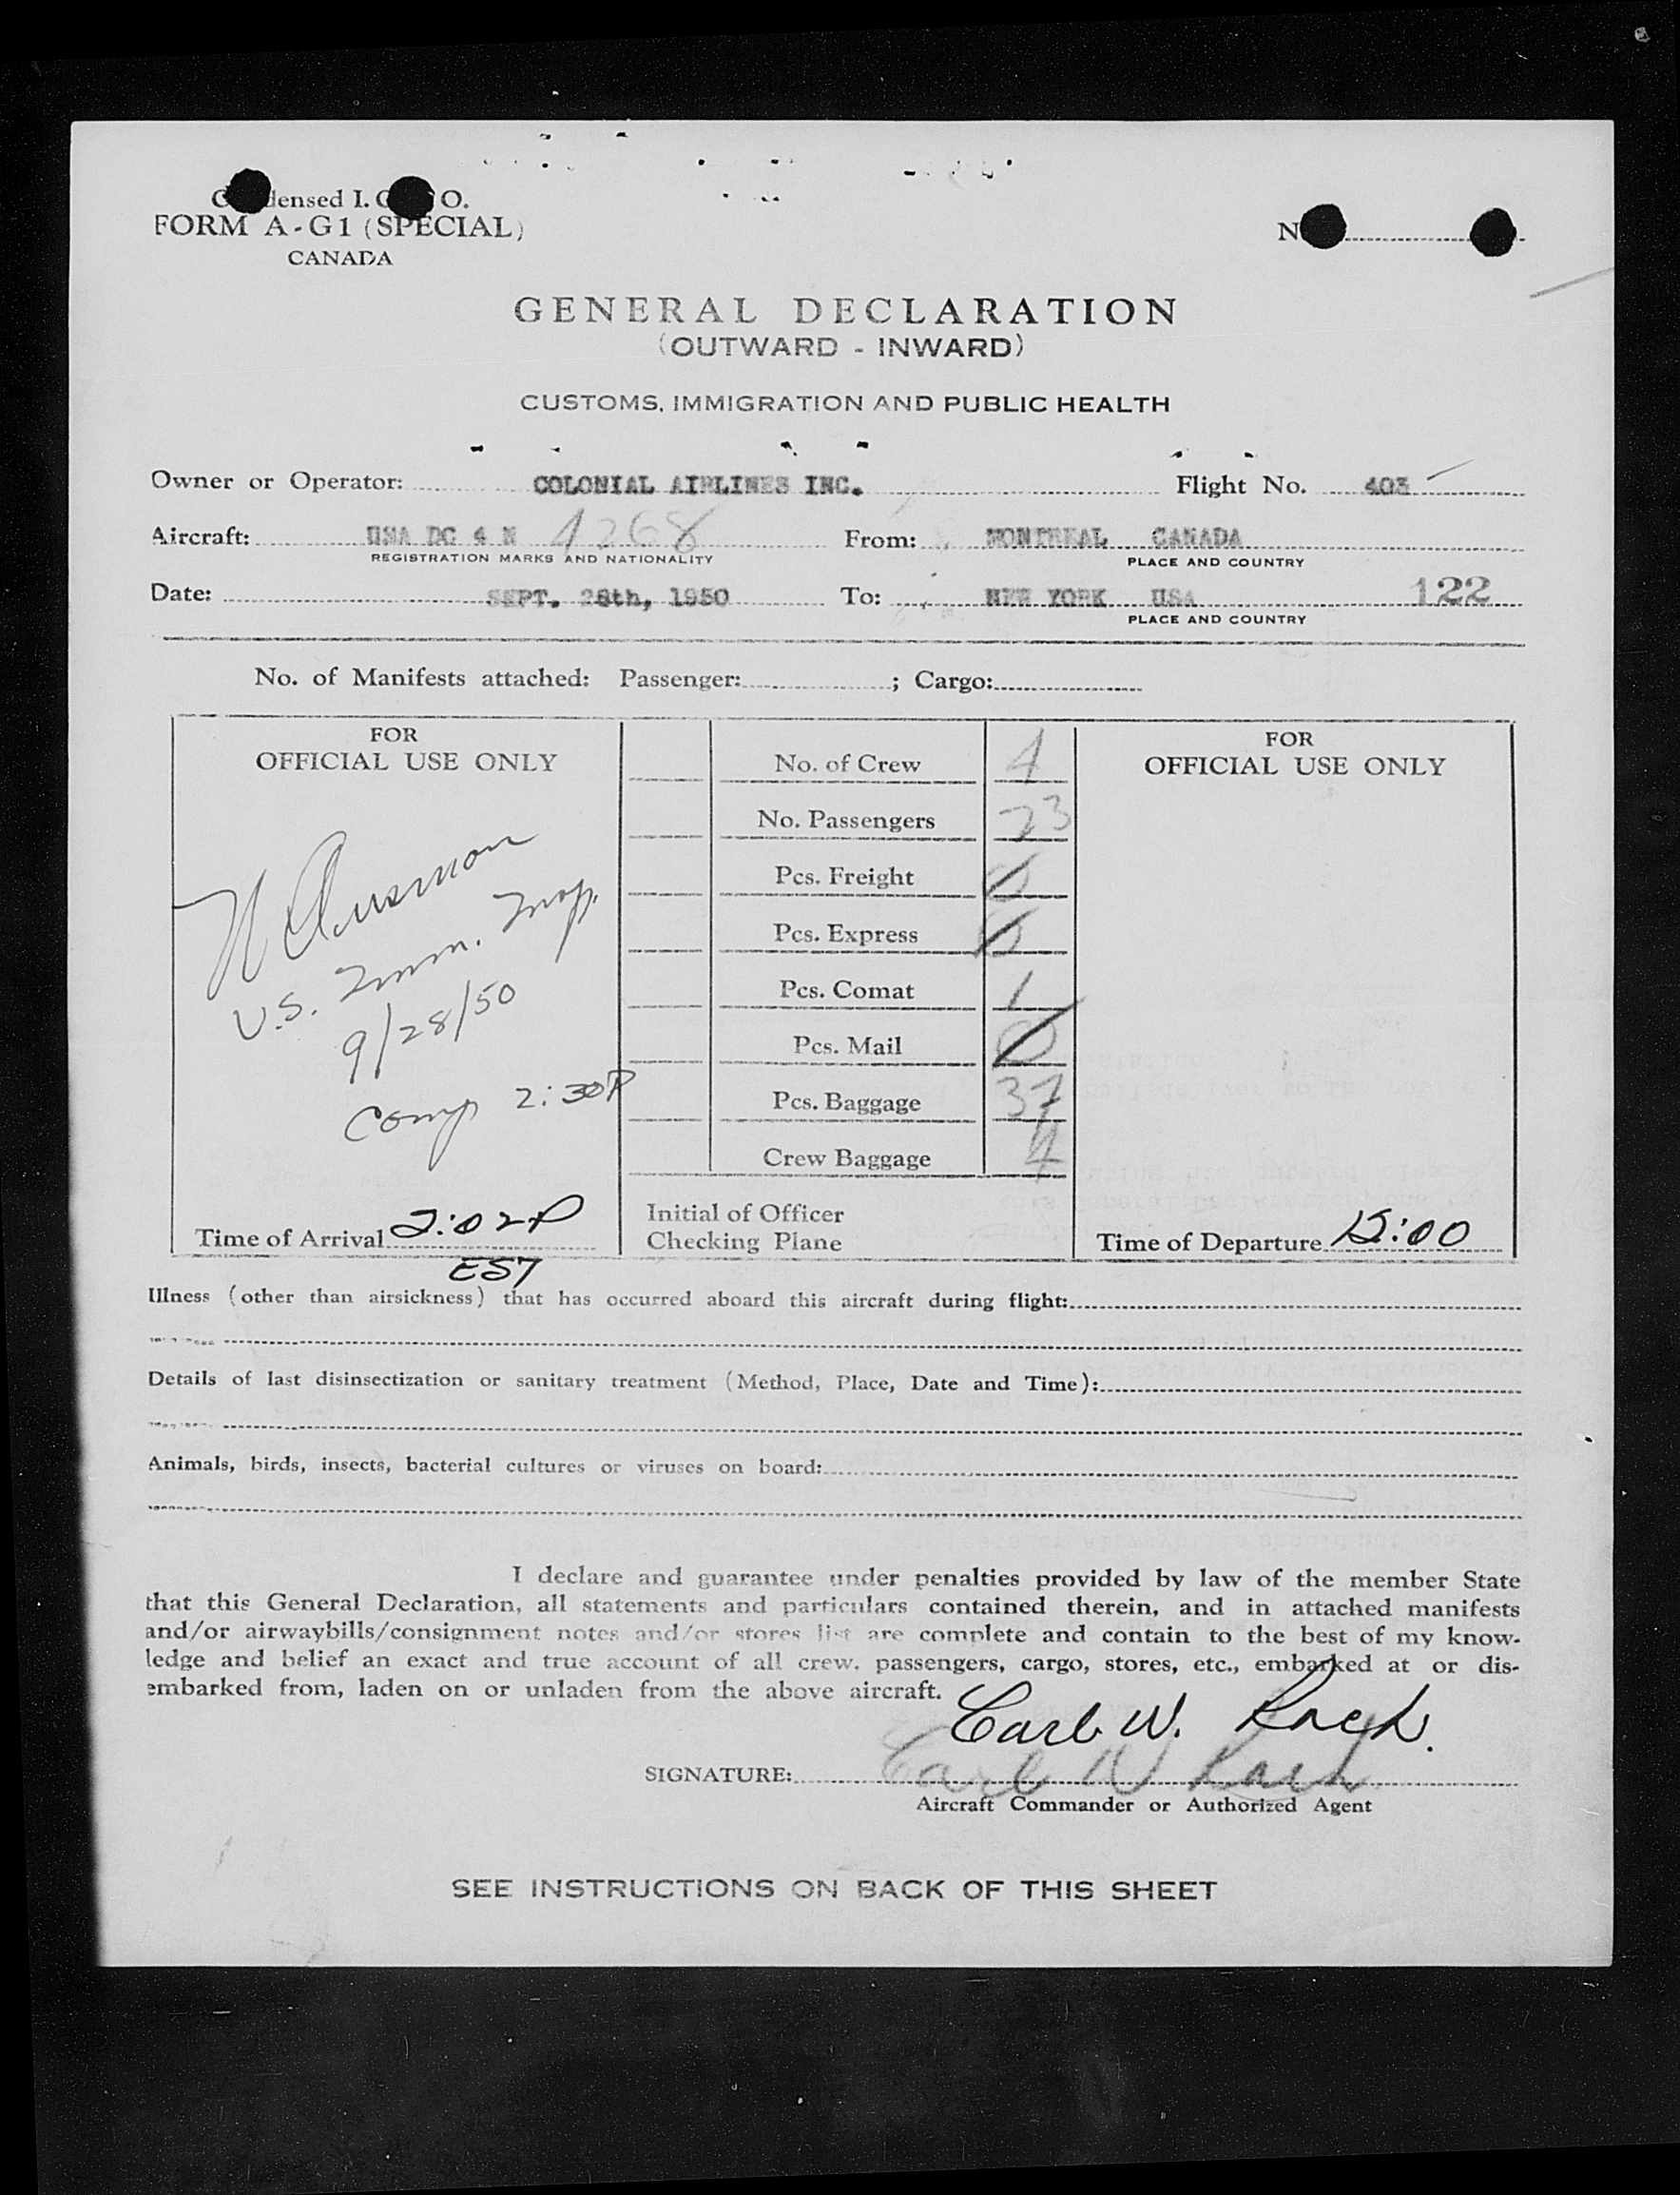 Condensed I. C. A. O.
FORM A-G1 (SPECIAL)
CANADA
GENERAL DECLARATION
(OUTWARD - INWARD)
CUSTOMS, IMMIGRATION AND PUBLIC HEALTH
Owner or Operator: COLONIAL AIRLINES INC. Flight No. 403
Aircraft: USA DC 4 N 4268 From: MONTREAL CANADA
REGISTRATION MARKS AND NATIONALITY PLACE AND COUNTRY
Date: SEPT. 28th, 1950 To: NEW YORK USA 122
PLACE AND COUNTRY
No. of Manifests attached: Passenger: ; Cargo:
FOR
OFFICIAL USE ONLY
U.S. Imm. Insp.
9/28/50
Comp 2:30P
Time of Arrival 2:02P
EST
No. of Crew 4
No. Passengers 23
Pcs. Freight 0
Pcs. Express 0
Pcs. Comat 1
Pcs. Mail 0
Pcs. Baggage 37
Crew Baggage 4
Initial of Officer
Checking Plane
FOR
OFFICIAL USE ONLY
Time of Departure 12:00
Illness (other than airsickness) that has occurred aboard this aircraft during flight:
Details of last disinsectization or sanitary treatment (Method, Place, Date and Time):
Animals, birds, insects, bacterial cultures or viruses on board:
I declare and guarantee under penalties provided by law of the member State
that this General Declaration, all statements and particulars contained therein, and in attached manifests
and/or airwaybills/consignment notes and/or stores list are complete and contain to the best of my know-
ledge and belief an exact and true account of all crew, passengers, cargo, stores, etc., embarked at or dis-
embarked from, laden on or unladen from the above aircraft.
Carl W. Rach.
SIGNATURE: Carl W Rach
Aircraft Commander or Authorized Agent
SEE INSTRUCTIONS ON BACK OF THIS SHEET